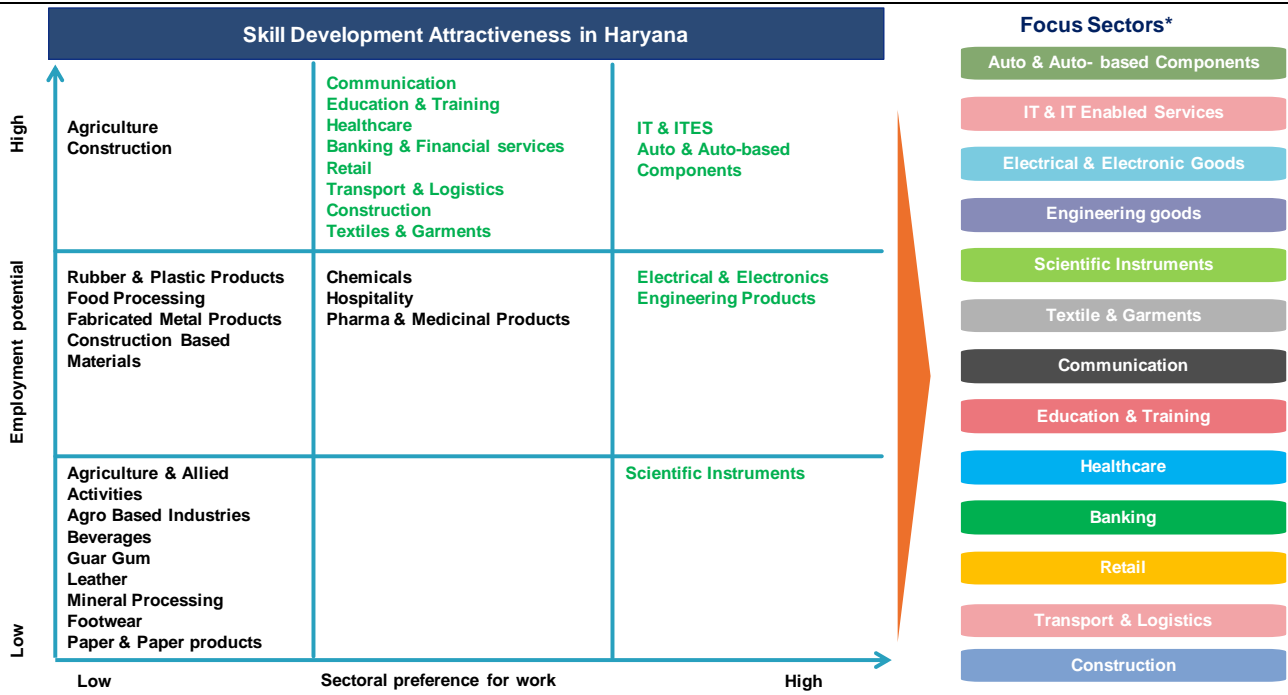 Skill Development Attractiveness in Haryana
High
Employment potential
Low
Agriculture
Construction
Communication
Education & Training
Healthcare
Banking & Financial services
Retail
Transport & Logistics
Construction
Textiles & Garments
IT & ITES
Auto & Auto-based
Components
Rubber & Plastic Products
Food Processing
Fabricated Metal Products
Construction Based
Materials
Chemicals
Hospitality
Pharma & Medicinal Products
Electrical & Electronics
Engineering Products
Agriculture & Allied
Activities
Agro Based Industries
Beverages
Guar Gum
Leather
Mineral Processing
Footwear
Paper & Paper products
Scientific Instruments
Low
Sectoral preference for work
High
Focus Sectors*
Auto & Auto- based Components
IT & IT Enabled Services
Electrical & Electronic Goods
Engineering goods
Scientific Instruments
Textile & Garments
Communication
Education & Training
Healthcare
Banking
Retail
Transport & Logistics
Construction